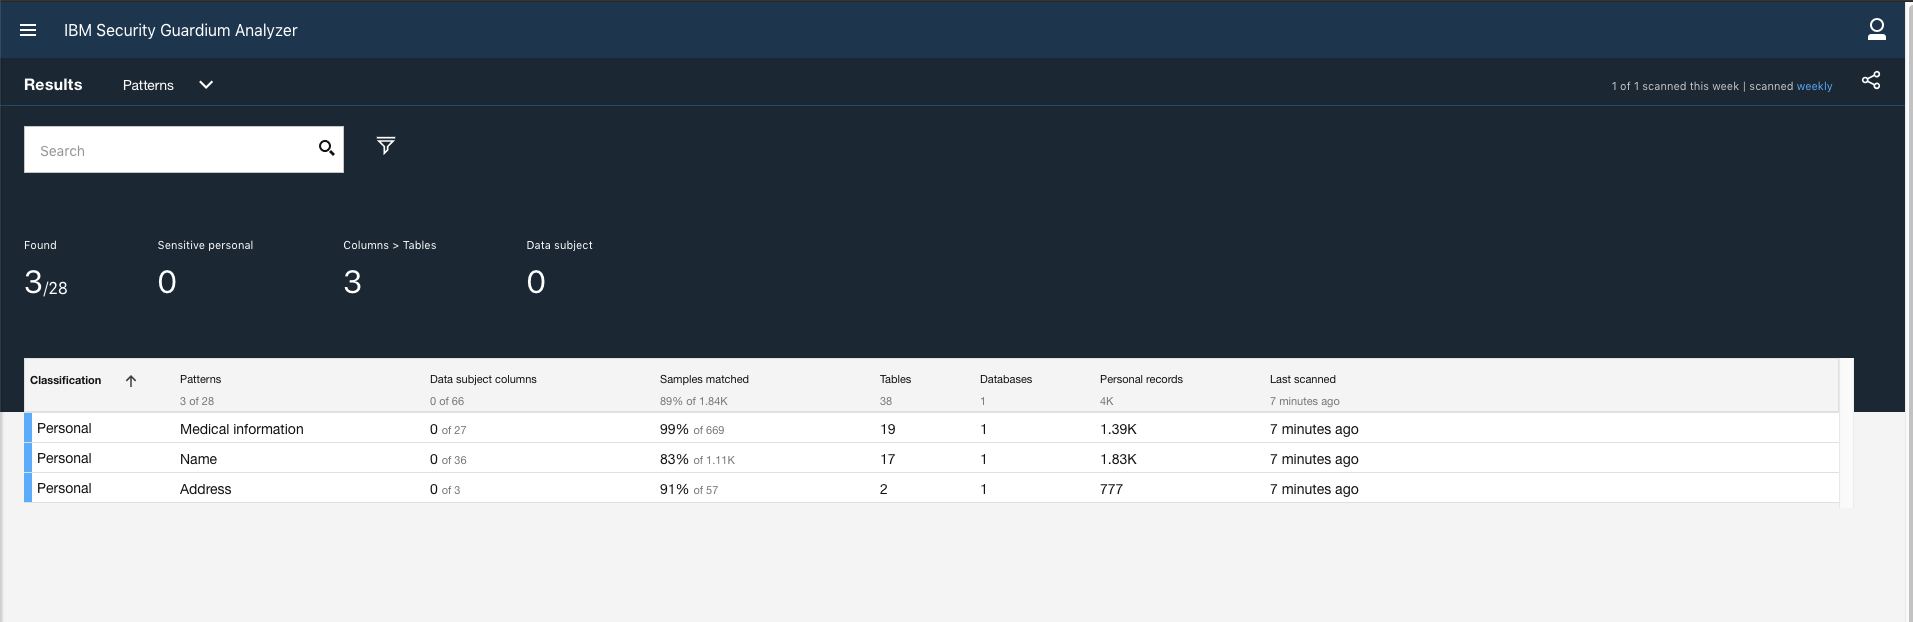 IBM Security Guardium Analyzer
Results Patterns 1 of 1 scanned this week | scanned weekly
Search
Found Sensitive personal Columns > Tables Data subject
3/28 0 3 0
Classification Patterns Data subject columns Samples matched Tables Databases Personal records Last scanned
3 of 28 0 of 66 89% of 1.84K 38 1 4K 7 minutes ago
Personal Medical information 0 of 27 99% of 669 19 1 1.39K 7 minutes ago
Personal Name 0 of 36 83% of 1.11K 17 1 1.83K 7 minutes ago
Personal Address 0 of 3 91% of 57 2 1 777 7 minutes ago